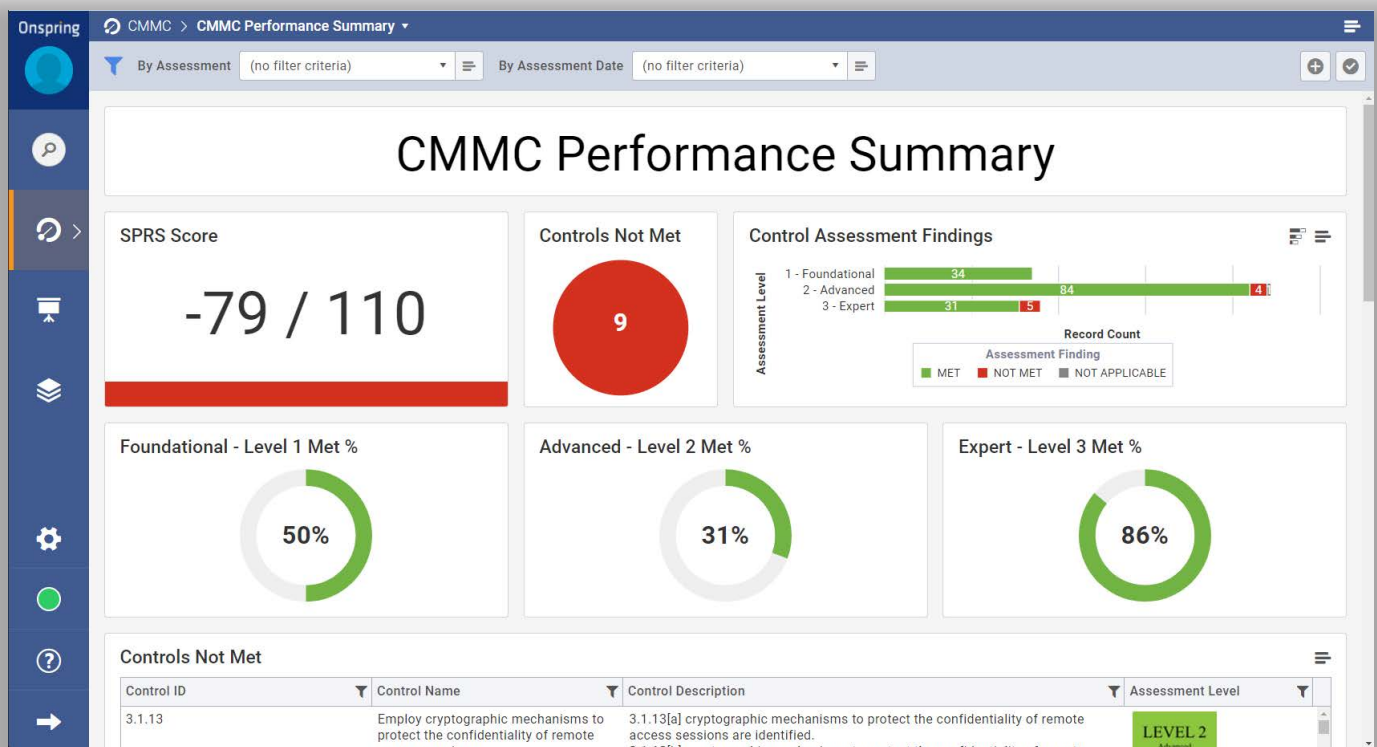 Onspring
CMMC > CMMC Performance Summary
By Assessment (no filter criteria) By Assessment Date (no filter criteria)
CMMC Performance Summary
SPRS Score
-79 / 110
Controls Not Met
9
Control Assessment Findings
Assessment Level
1 - Foundational 34
2 - Advanced 84 4
3 - Expert 31 5
Record Count
Assessment Finding
MET NOT MET NOT APPLICABLE
Foundational - Level 1 Met %
50%
Advanced - Level 2 Met %
31%
Expert - Level 3 Met %
86%
Controls Not Met
Control ID Control Name Control Description Assessment Level
3.1.13 Employ cryptographic mechanisms to 3.1.13[a] cryptographic mechanisms to protect the confidentiality of remote LEVEL 2
protect the confidentiality of remote access sessions are identified.